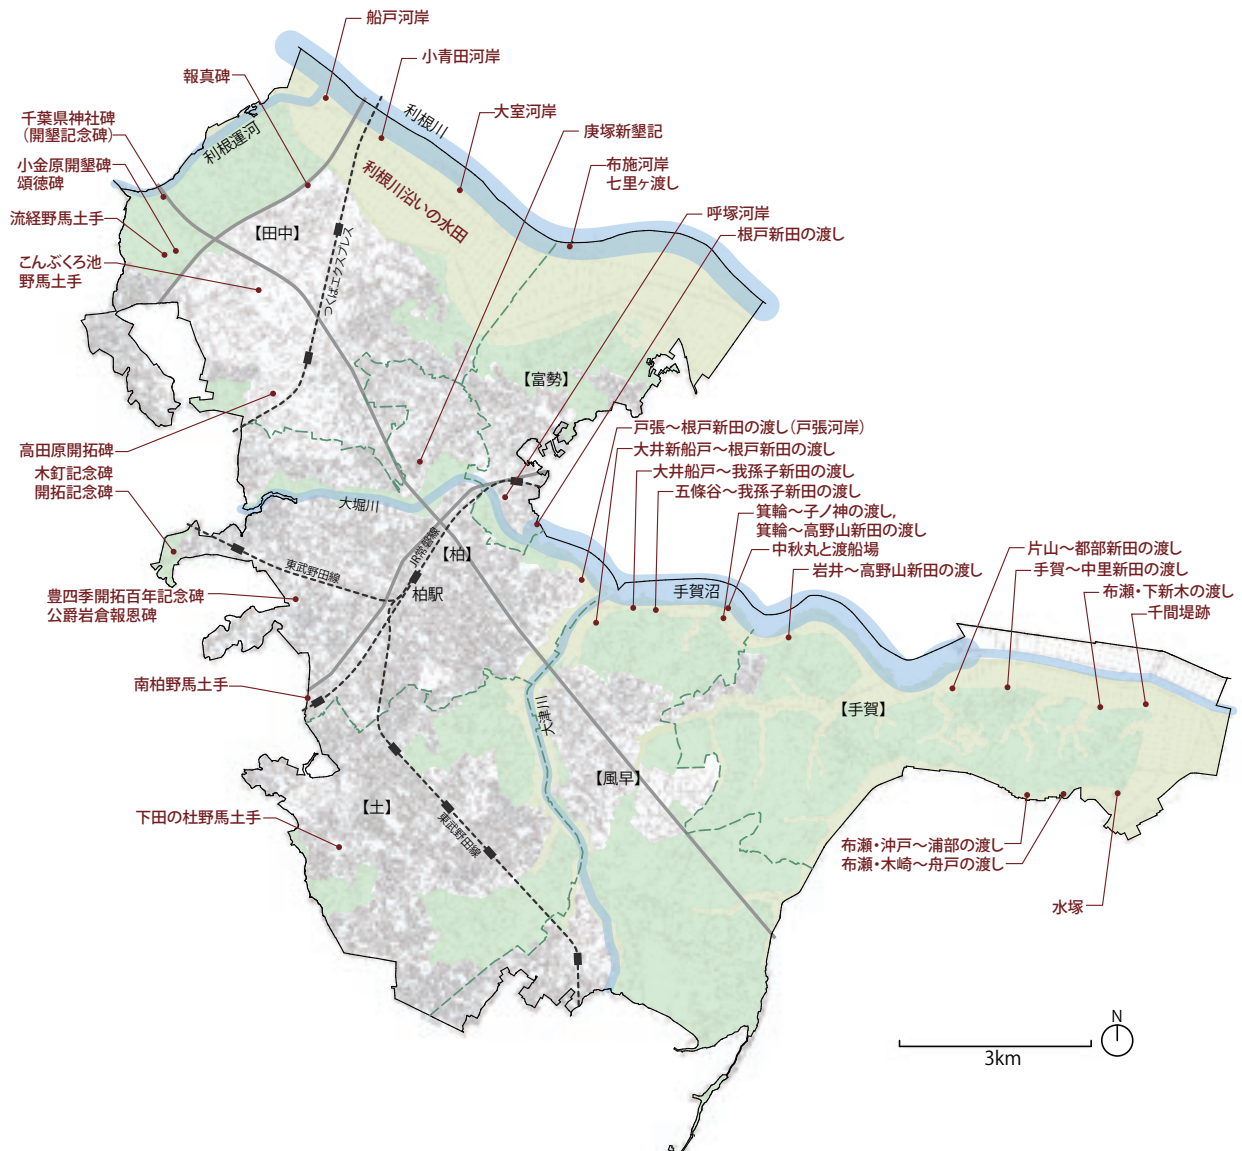 船戸河岸
小青田河岸
報真碑
大室河岸
千葉県神社碑
（開墾記念碑）
庚塚新墾記
利根川
利根運河
小金原開墾碑
頌徳碑
布施河岸
七里ヶ渡し
利根川沿いの水田
流経野馬土手
呼塚河岸
根戸新田の渡し
【田中】
こんぶくろ池
野馬土手
つくばエクスプレス
【富勢】
高田原開拓碑
戸張～根戸新田の渡し（戸張河岸）
大井新船戸～根戸新田の渡し
木釘記念碑
開拓記念碑
大井船戸～我孫子新田の渡し
五條谷～我孫子新田の渡し
大堀川
箕輪～子ノ神の渡し，
箕輪～高野山新田の渡し
JR常磐線
【柏】
中秋丸と渡船場
片山～都部新田の渡し
東武野田線
岩井～高野山新田の渡し
手賀～中里新田の渡し
柏駅
手賀沼
布瀬・下新木の渡し
豊四季開拓百年記念碑
公爵岩倉報恩碑
千間堤跡
南柏野馬土手
大津川
【手賀】
【風早】
【土】
下田の杜野馬土手
東武野田線
布瀬・沖戸～浦部の渡し
布瀬・木崎～舟戸の渡し
水塚
N
3km